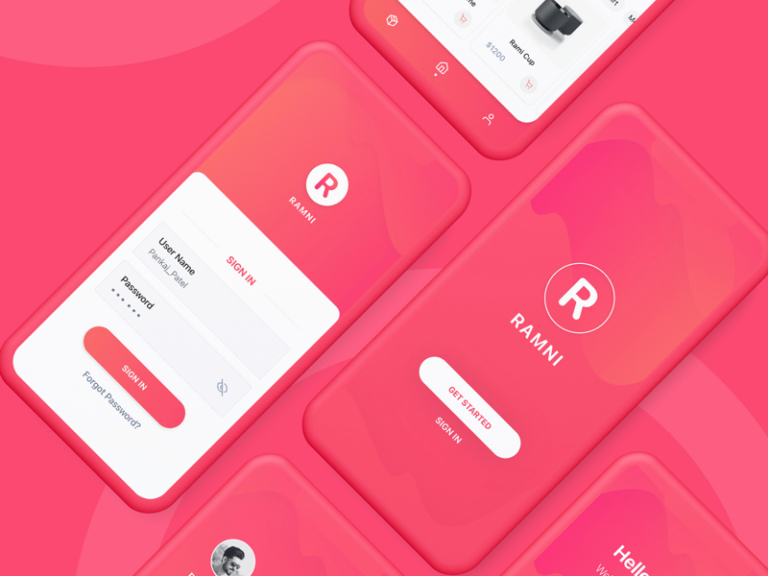 $1200
Rami Cup
R
RAMNI
SIGN IN
User Name
Pankaj_Patel
Password
SIGN IN
Forgot Password?
R
RAMNI
GET STARTED
SIGN IN
Hello